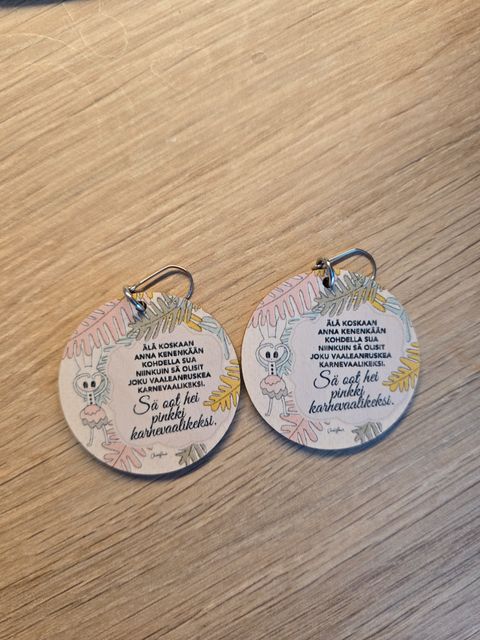 ÄLÄ KOSKAAN
ANNA KENENKÄÄN
KOHDELLA SUA
NIINKUIN SÄ OLISIT
JOKU VAALEANRUSKEA
KARNEVAALIKEKSI.
Sä oot hei
pinkki
karnevaalikeksi.
ÄLÄ KOSKAAN
ANNA KENENKÄÄN
KOHDELLA SUA
NIINKUIN SÄ OLISIT
JOKU VAALEANRUSKEA
KARNEVAALIKEKSI.
Sä oot hei
pinkki
karnevaalikeksi.